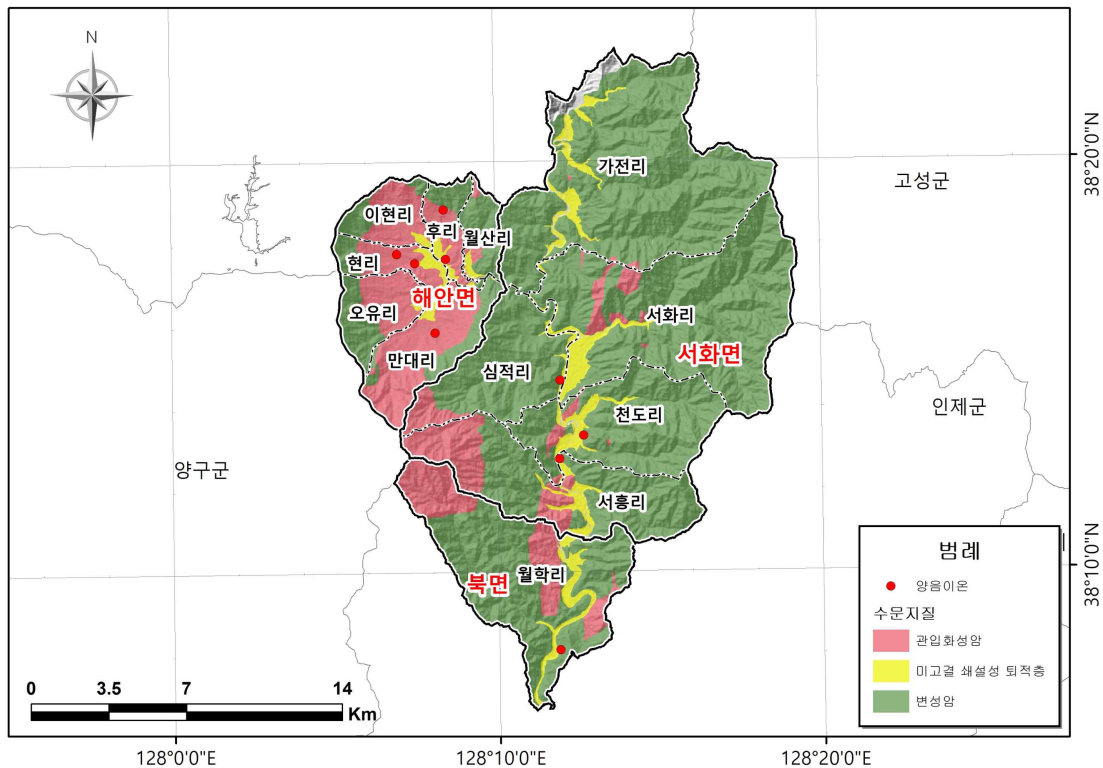 N
38°20'0"N
고성군
가전리
이현리
후리
월산리
현리
해안면
오유리
서화리
서화면
만대리
심적리
천도리
인제군
양구군
서흥리
38°10'0"N
북면
월학리
범례
양음이온
수문지질
관입화성암
미고결 쇄설성 퇴적층
변성암
0 3.5 7 14
Km
128°0'0"E
128°10'0"E
128°20'0"E